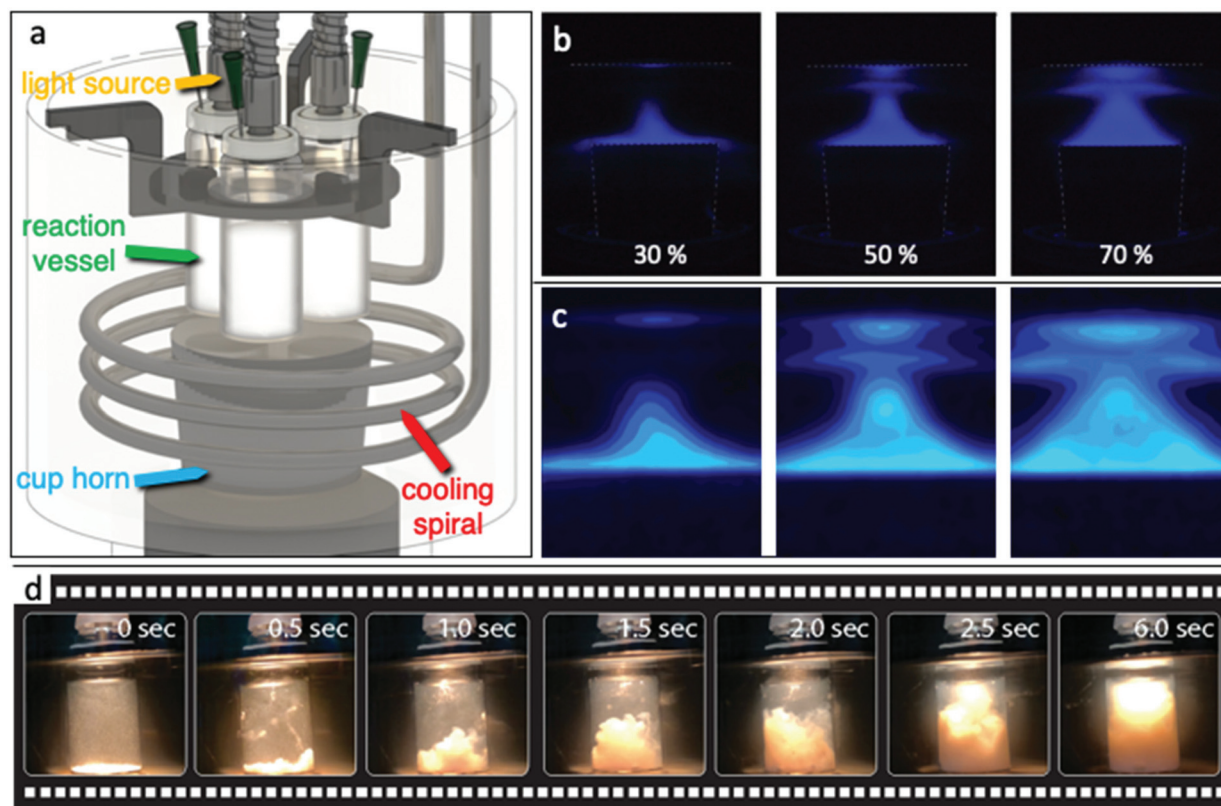 a
light source
reaction
vessel
cup horn
cooling
spiral
b
30 %
50 %
70 %
c
d
0 sec
0.5 sec
1.0 sec
1.5 sec
2.0 sec
2.5 sec
6.0 sec